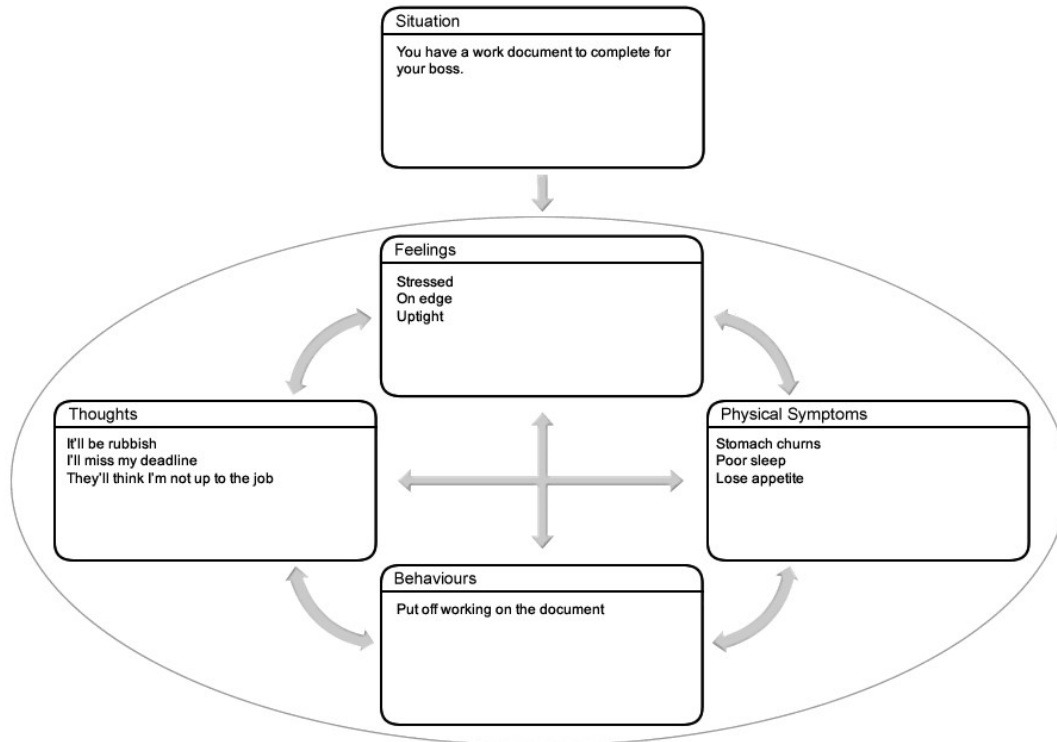 Situation
You have a work document to complete for
your boss.
Feelings
Stressed
On edge
Uptight
Thoughts
It'll be rubbish
I'll miss my deadline
They'll think I'm not up to the job
Physical Symptoms
Stomach churns
Poor sleep
Lose appetite
Behaviours
Put off working on the document